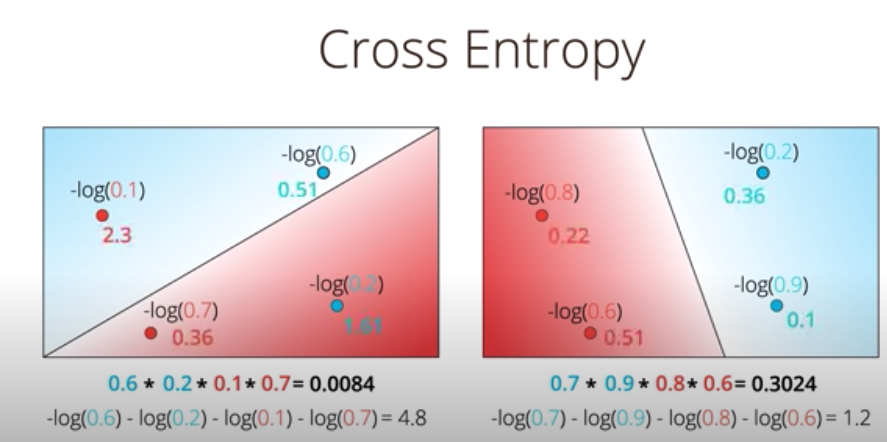 Cross Entropy
-log(0.6)
0.51
-log(0.1)
2.3
-log(0.2)
1.61
-log(0.7)
0.36
0.6 * 0.2 * 0.1 * 0.7 = 0.0084
-log(0.6) - log(0.2) - log(0.1) - log(0.7) = 4.8
-log(0.2)
0.36
-log(0.8)
0.22
-log(0.9)
0.1
-log(0.6)
0.51
0.7 * 0.9 * 0.8 * 0.6 = 0.3024
-log(0.7) - log(0.9) - log(0.8) - log(0.6) = 1.2